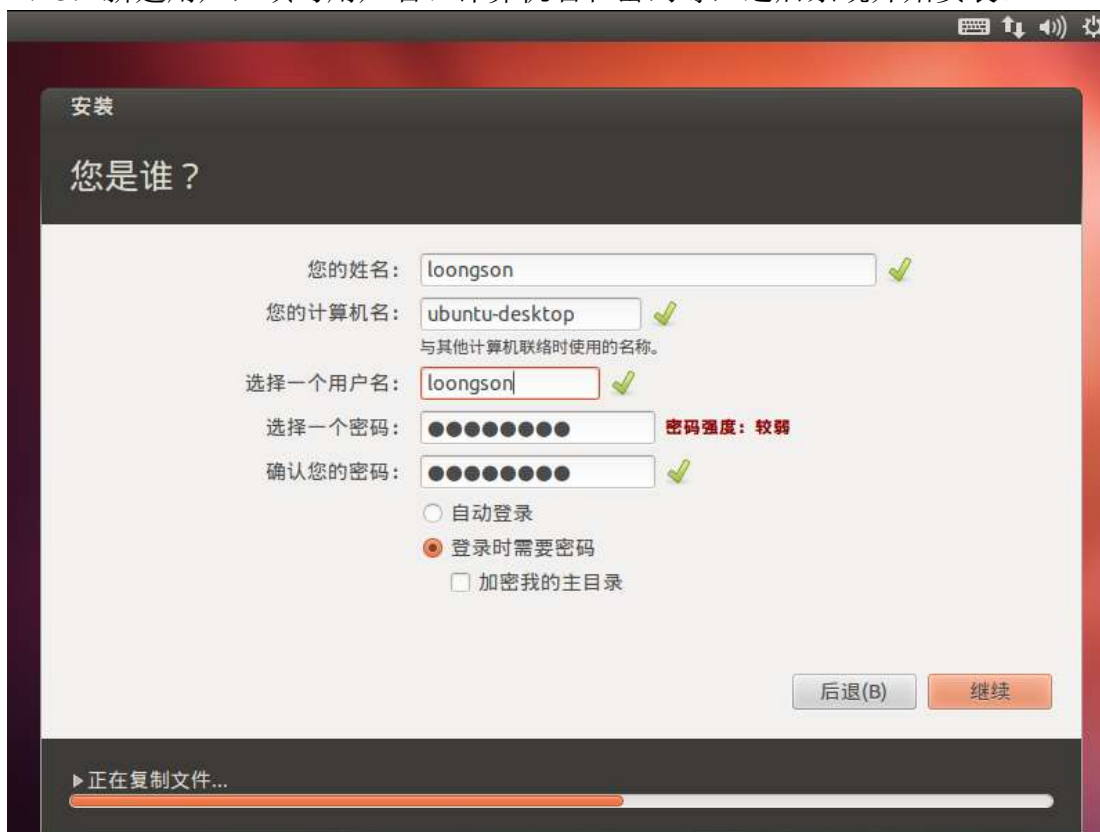 安装
您是谁？
您的姓名： loongson
您的计算机名： ubuntu-desktop
与其他计算机联络时使用的名称。
选择一个用户名： loongson
选择一个密码： ●●●●●●●● 密码强度：较弱
确认您的密码： ●●●●●●●●
自动登录
登录时需要密码
加密我的主目录
后退(B) 继续
正在复制文件...